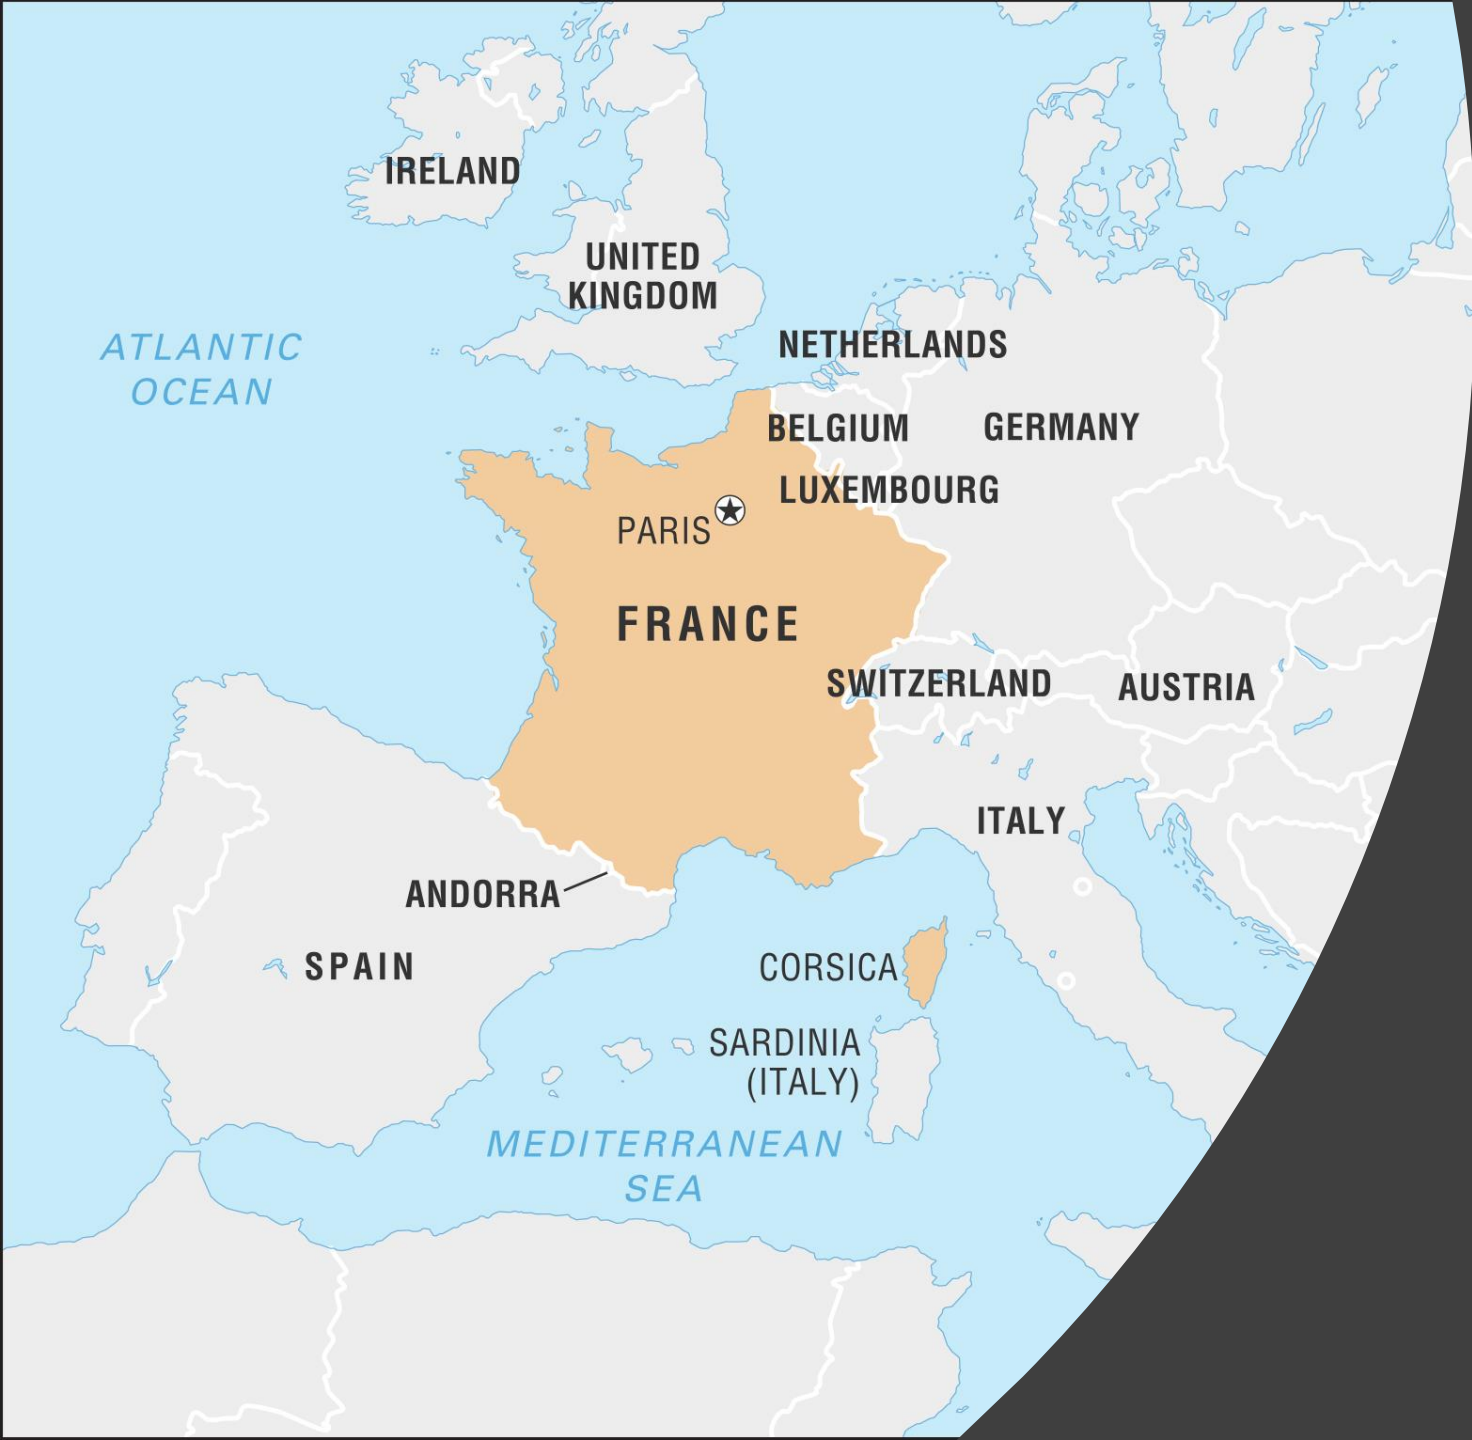 IRELAND
UNITED
KINGDOM
ATLANTIC
OCEAN
NETHERLANDS
BELGIUM
GERMANY
LUXEMBOURG
PARIS
FRANCE
SWITZERLAND
AUSTRIA
ITALY
ANDORRA
SPAIN
CORSICA
SARDINIA
(ITALY)
MEDITERRANEAN
SEA